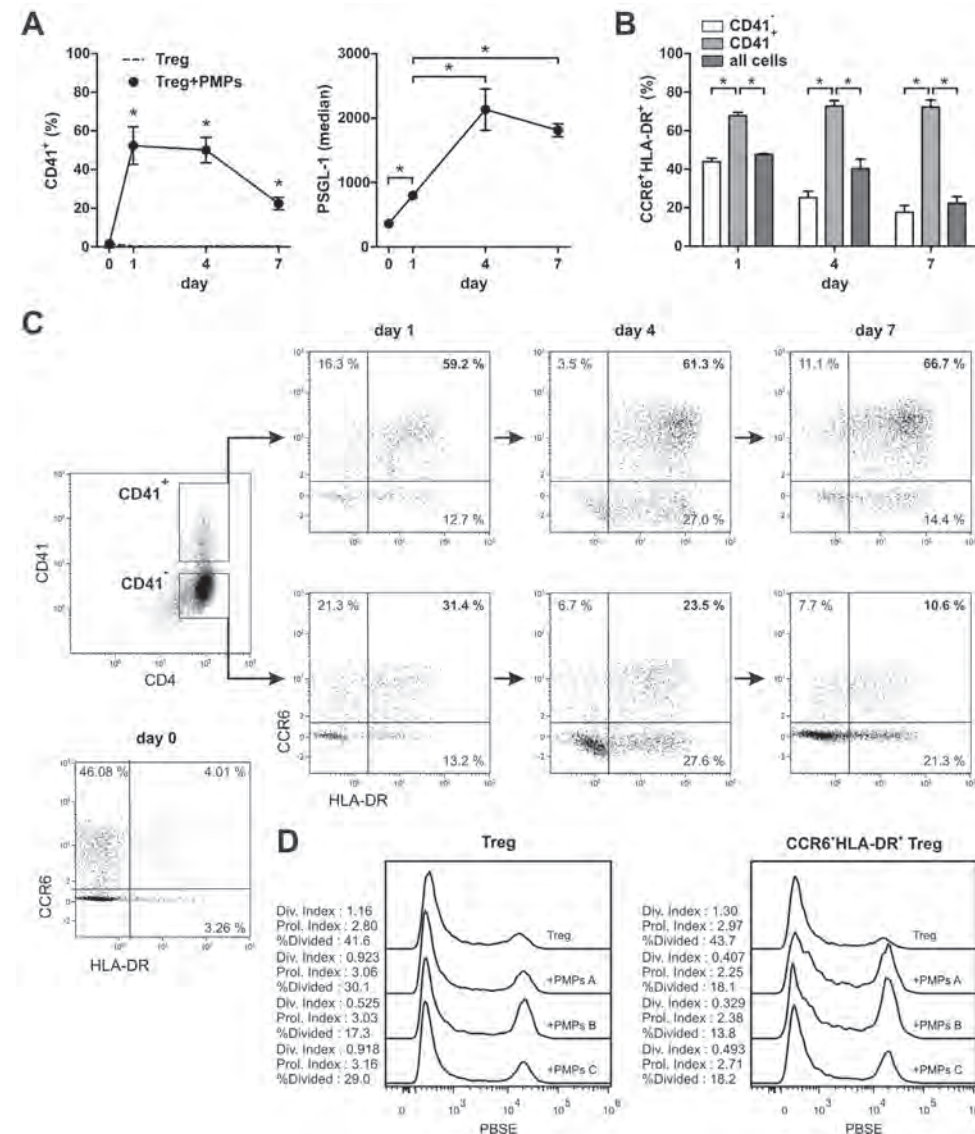 A
Treg
Treg+PMPs
CD41+ (%)
100
80
60
40
20
0
*
*
*
0 1 4 7
day
PSGL-1 (median)
3000
2000
1000
0
*
*
*
0 1 4 7
day
B
CD41-
CD41+
all cells
CCR6+HLA-DR+ (%)
100
80
60
40
20
0
* * * * * *
1 4 7
day
C
day 1
day 4
day 7
16.3 % 59.2 %
12.7 %
3.5 % 61.3 %
27.0 %
11.1 % 66.7 %
14.4 %
CD41+
CD41-
CD41
CD4
21.3 % 31.4 %
13.2 %
6.7 % 23.5 %
27.6 %
7.7 % 10.6 %
21.3 %
CCR6
HLA-DR
day 0
46.08 % 4.01 %
3.26 %
CCR6
HLA-DR
D
Treg
Div. Index : 1.16
Prol. Index : 2.80
%Divided : 41.6
Treg
Div. Index : 0.923
Prol. Index : 3.06
%Divided : 30.1
+PMPs A
Div. Index : 0.525
Prol. Index : 3.03
%Divided : 17.3
+PMPs B
Div. Index : 0.918
Prol. Index : 3.16
%Divided : 29.0
+PMPs C
0 10³ 10⁴ 10⁵ 10⁶
PBSE
CCR6+HLA-DR+ Treg
Div. Index : 1.30
Prol. Index : 2.97
%Divided : 43.7
Treg
Div. Index : 0.407
Prol. Index : 2.25
%Divided : 18.1
+PMPs A
Div. Index : 0.329
Prol. Index : 2.38
%Divided : 13.8
+PMPs B
Div. Index : 0.493
Prol. Index : 2.71
%Divided : 18.2
+PMPs C
0 10³ 10⁴ 10⁵ 10⁶
PBSE